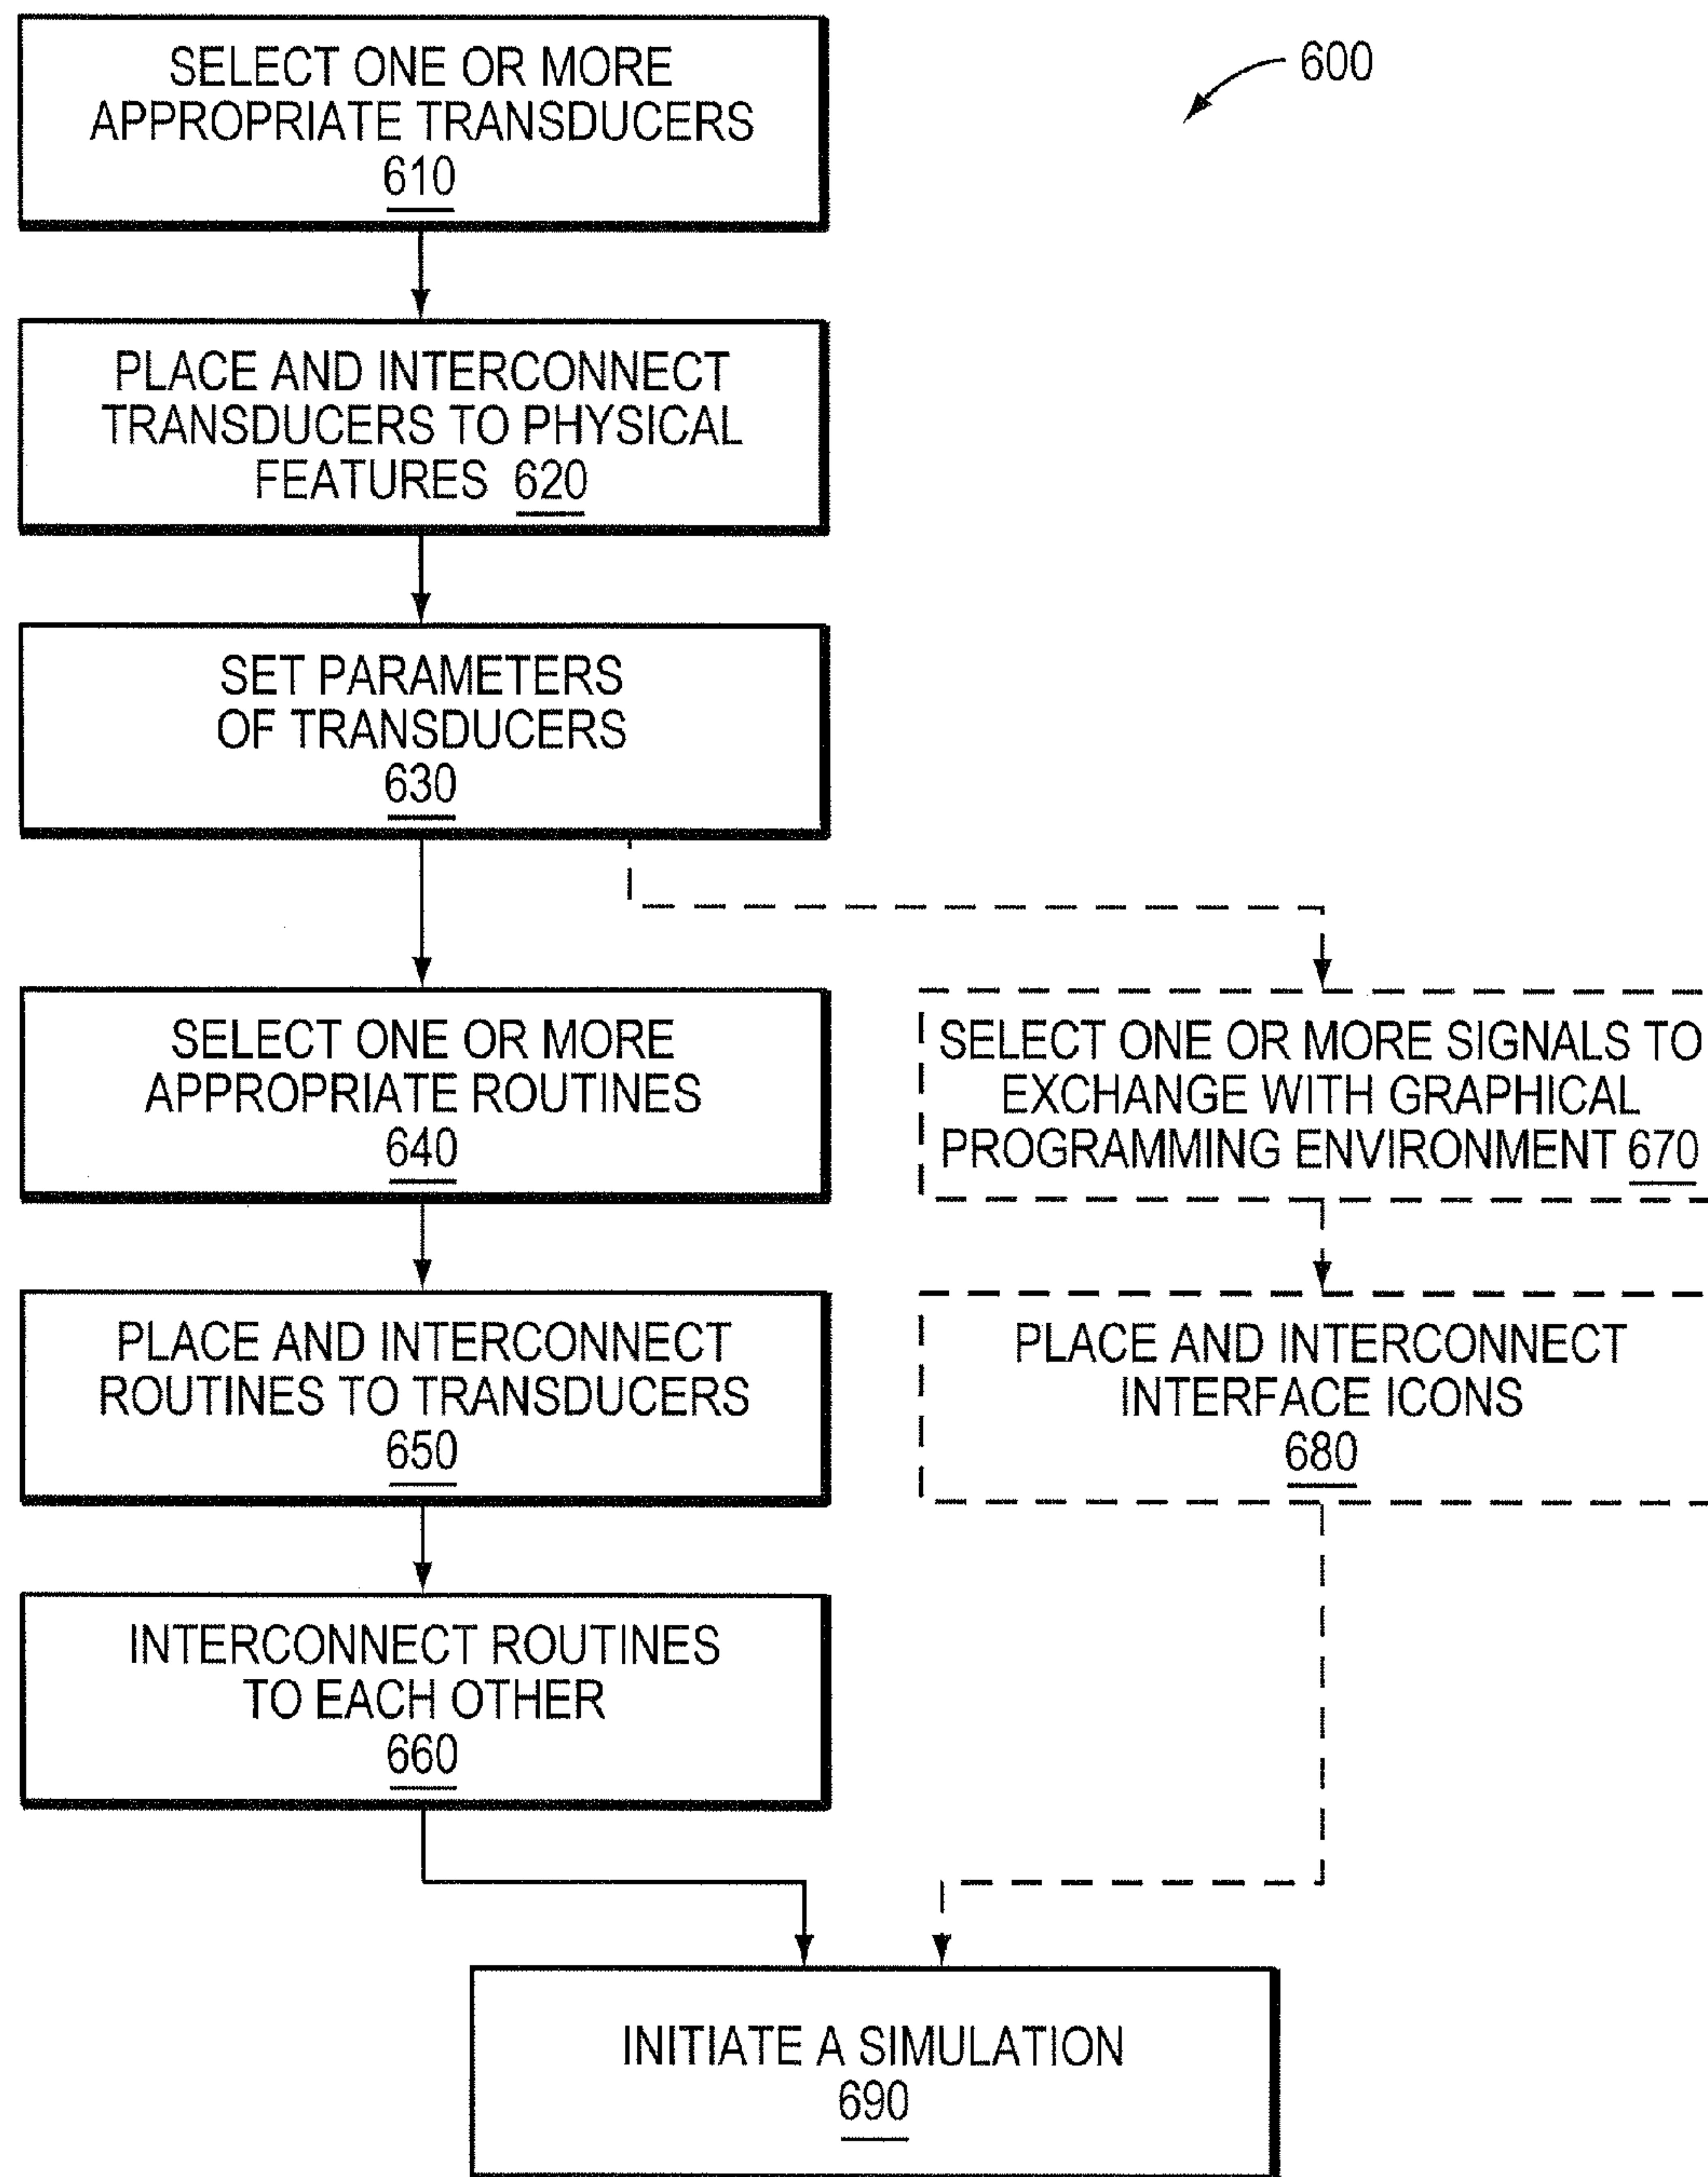 600
SELECT ONE OR MORE
APPROPRIATE TRANSDUCERS
610
PLACE AND INTERCONNECT
TRANSDUCERS TO PHYSICAL
FEATURES 620
SET PARAMETERS
OF TRANSDUCERS
630
SELECT ONE OR MORE
APPROPRIATE ROUTINES
640
SELECT ONE OR MORE SIGNALS TO
EXCHANGE WITH GRAPHICAL
PROGRAMMING ENVIRONMENT 670
PLACE AND INTERCONNECT
ROUTINES TO TRANSDUCERS
650
PLACE AND INTERCONNECT
INTERFACE ICONS
680
INTERCONNECT ROUTINES
TO EACH OTHER
660
INITIATE A SIMULATION
690